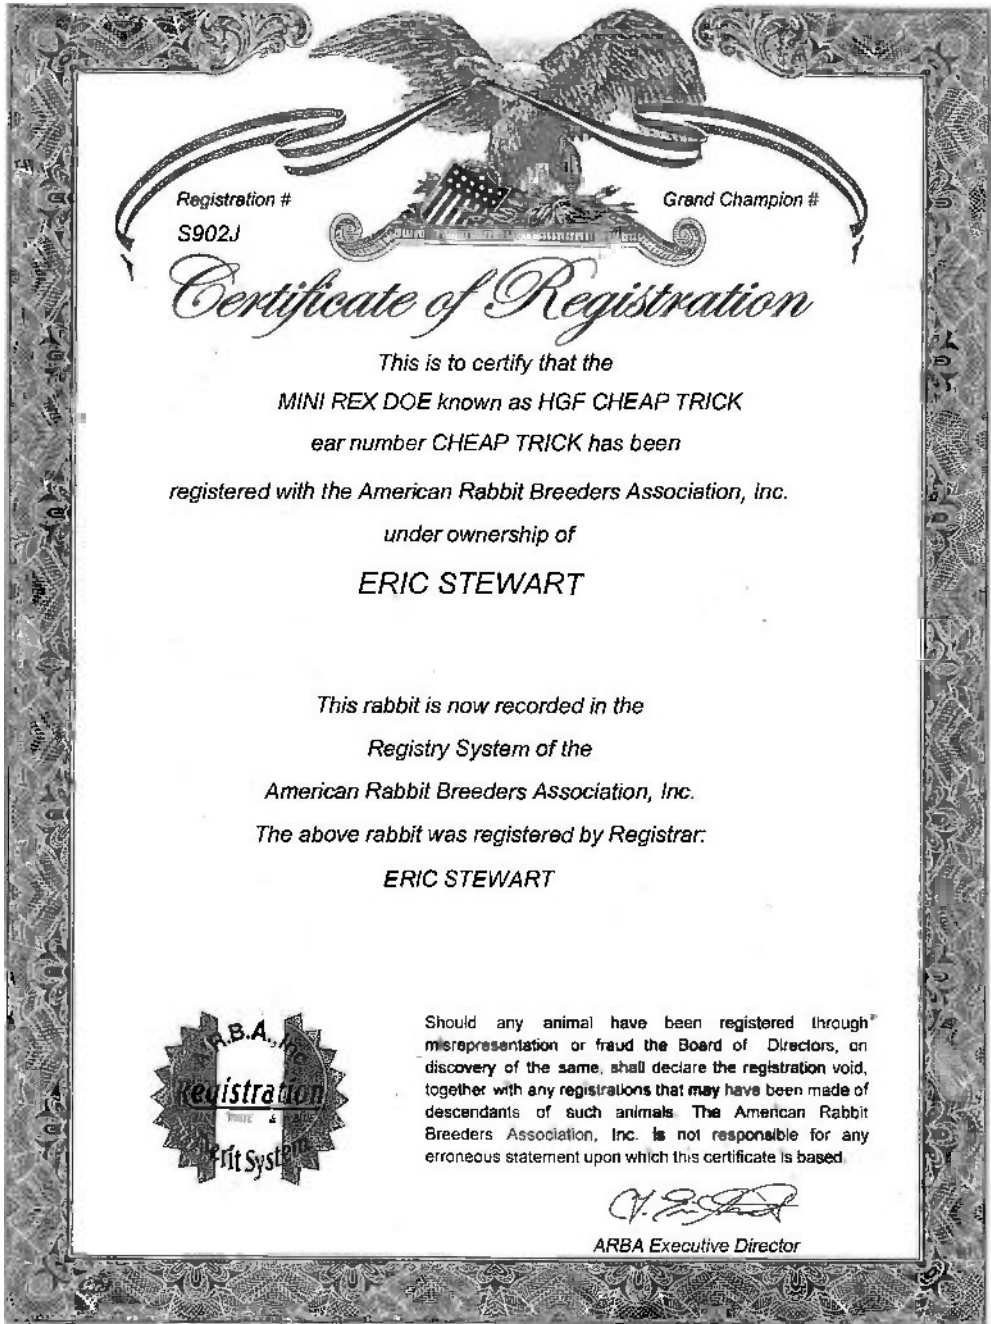 Registration #
Grand Champion #
S902J
Certificate of Registration
This is to certify that the
MINI REX DOE known as HGF CHEAP TRICK
ear number CHEAP TRICK has been
registered with the American Rabbit Breeders Association, Inc.
under ownership of
ERIC STEWART
This rabbit is now recorded in the
Registry System of the
American Rabbit Breeders Association, Inc.
The above rabbit was registered by Registrar:
ERIC STEWART
A.R.B.A., Inc.
Registration
Merit System
Should any animal have been registered through
misrepresentation or fraud the Board of Directors, on
discovery of the same, shall declare the registration void,
together with any registrations that may have been made of
descendants of such animals. The American Rabbit
Breeders Association, Inc. is not responsible for any
erroneous statement upon which this certificate is based.
ARBA Executive Director